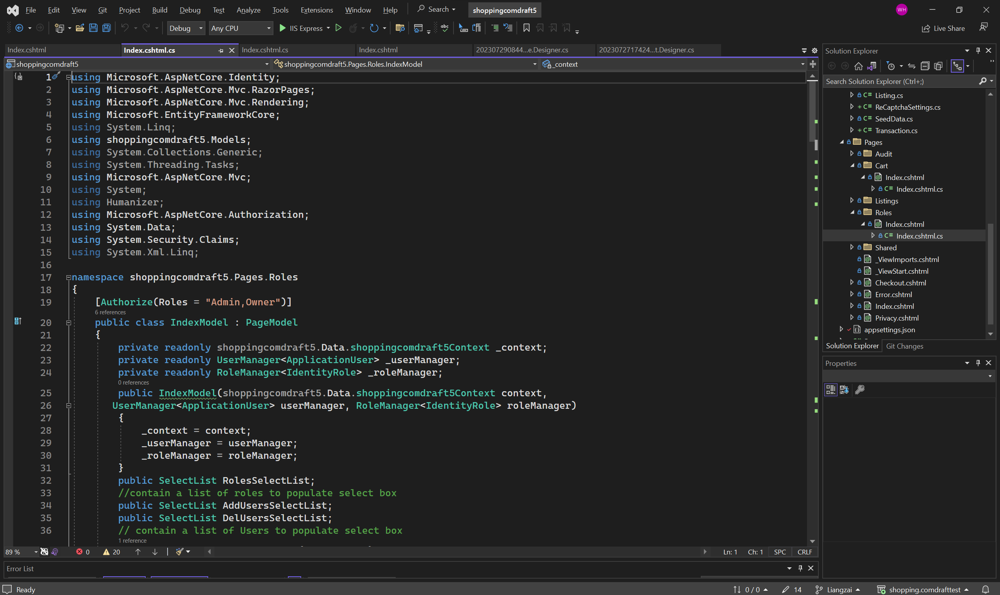 File Edit View Git Project Build Debug Test Analyze Tools Extensions Window Help Search shoppingcomdraft5 WH
Debug Any CPU IIS Express abc Live Share
Index.cshtml Index.cshtml.cs Index.cshtml.cs Index.cshtml 202307290844...e.Designer.cs 2023072717424...t.Designer.cs
shoppingcomdraft5 shoppingcomdraft5.Pages.Roles.IndexModel _context
1 using Microsoft.AspNetCore.Identity;
2 using Microsoft.AspNetCore.Mvc.RazorPages;
3 using Microsoft.AspNetCore.Mvc.Rendering;
4 using Microsoft.EntityFrameworkCore;
5 using System.Linq;
6 using shoppingcomdraft5.Models;
7 using System.Collections.Generic;
8 using System.Threading.Tasks;
9 using Microsoft.AspNetCore.Mvc;
10 using System;
11 using Humanizer;
12 using Microsoft.AspNetCore.Authorization;
13 using System.Data;
14 using System.Security.Claims;
15 using System.Xml.Linq;
16
17 namespace shoppingcomdraft5.Pages.Roles
18 {
19 [Authorize(Roles = "Admin,Owner")]
6 references
20 public class IndexModel : PageModel
21 {
22 private readonly shoppingcomdraft5.Data.shoppingcomdraft5Context _context;
23 private readonly UserManager<ApplicationUser> _userManager;
24 private readonly RoleManager<IdentityRole> _roleManager;
0 references
25 public IndexModel(shoppingcomdraft5.Data.shoppingcomdraft5Context context,
26 UserManager<ApplicationUser> userManager, RoleManager<IdentityRole> roleManager)
27 {
28 _context = context;
29 _userManager = userManager;
30 _roleManager = roleManager;
31 }
32 public SelectList RolesSelectList;
33 //contain a list of roles to populate select box
34 public SelectList AddUsersSelectList;
35 public SelectList DelUsersSelectList;
36 // contain a list of Users to populate select box
1 reference
89 % 0 20 Ln: 1 Ch: 1 SPC CRLF
Error List
Solution Explorer
Search Solution Explorer (Ctrl+;)
C# Listing.cs
+ C# ReCaptchaSettings.cs
C# SeedData.cs
+ C# Transaction.cs
Pages
Audit
Cart
Index.cshtml
C# Index.cshtml.cs
Listings
Roles
Index.cshtml
C# Index.cshtml.cs
Shared
_ViewImports.cshtml
_ViewStart.cshtml
Checkout.cshtml
Error.cshtml
Index.cshtml
Privacy.cshtml
appsettings.json
Solution Explorer Git Changes
Properties
Ready 0 / 0 14 Liangzai shopping.comdrafttest